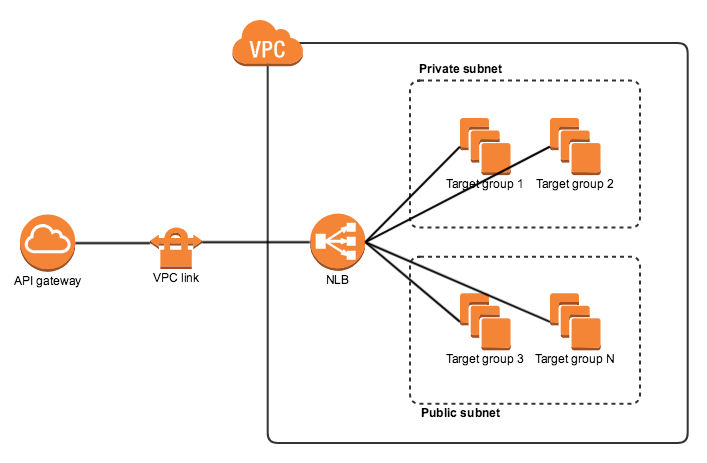 VPC
Private subnet
Target group 1
Target group 2
API gateway
VPC link
NLB
Target group 3
Target group N
Public subnet